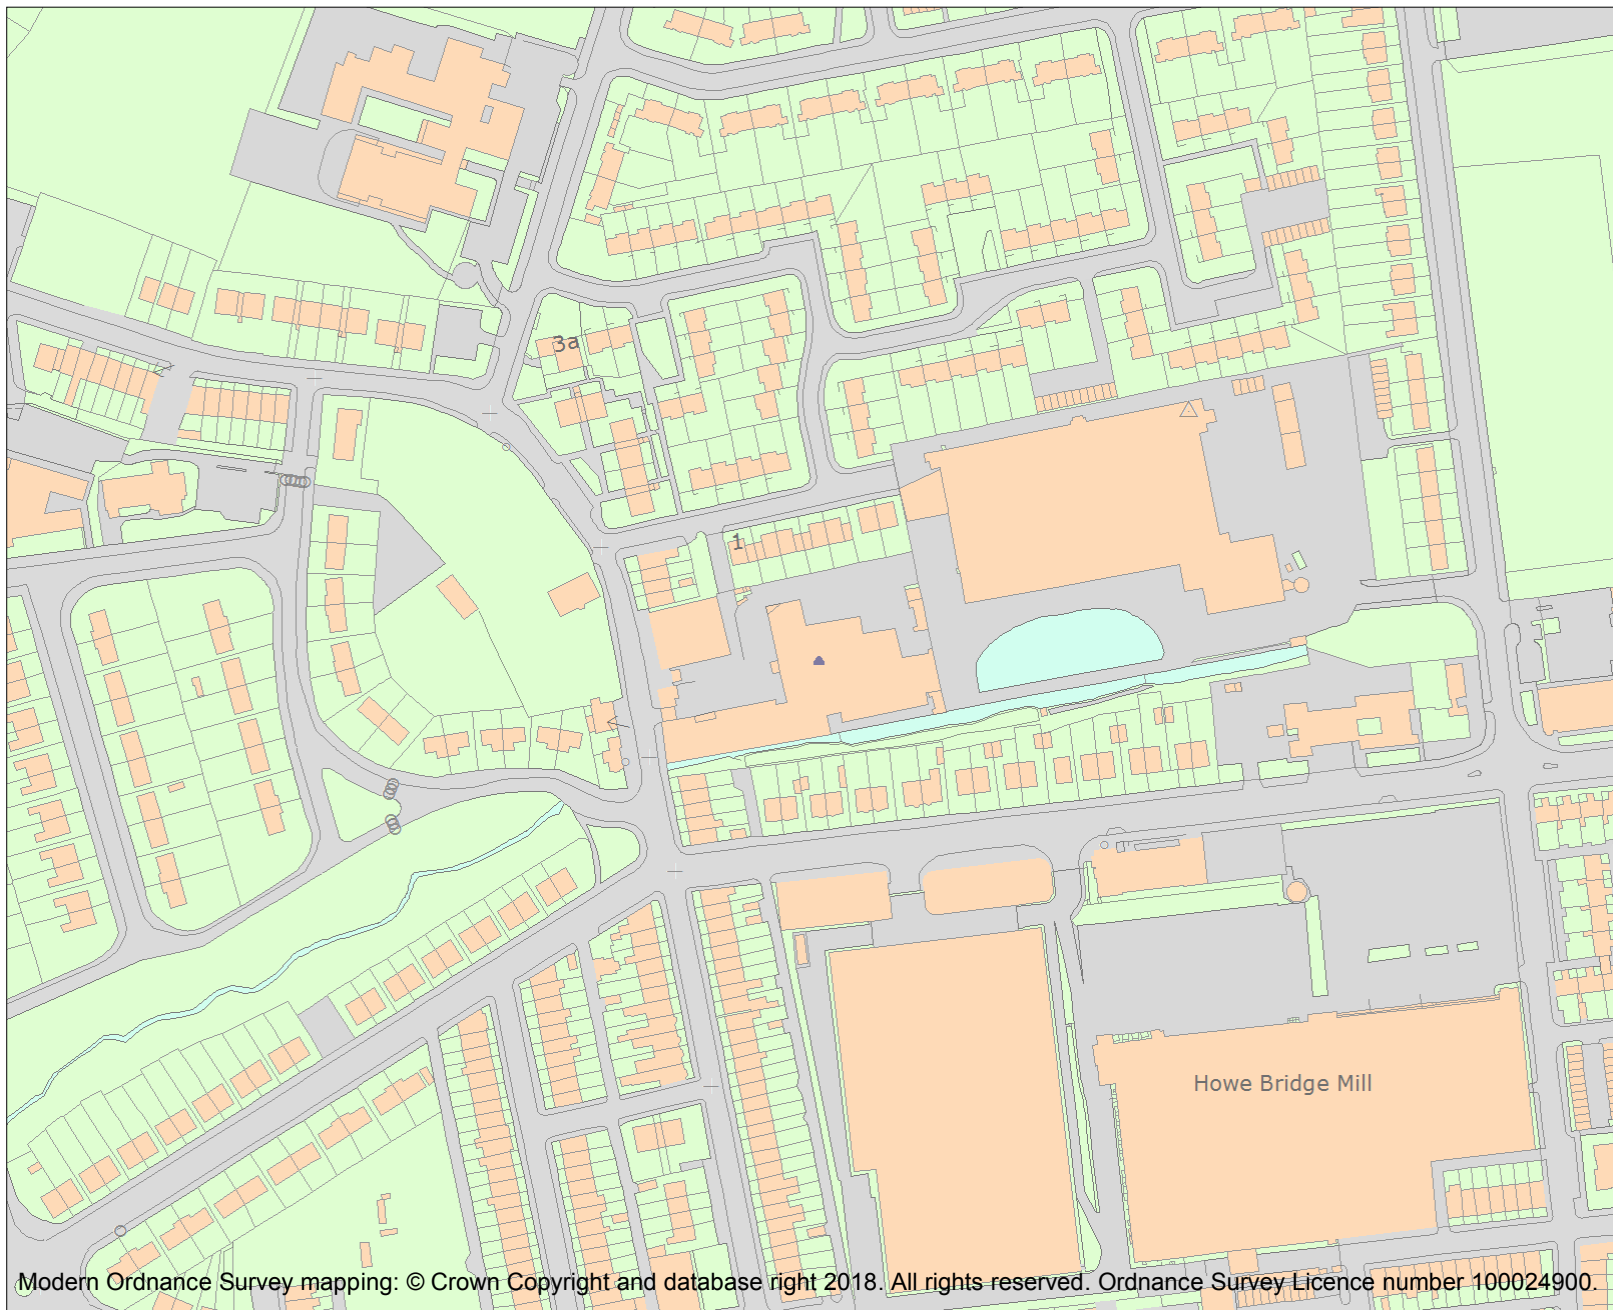 3a
1
Howe Bridge Mill
Modern Ordnance Survey mapping: © Crown Copyright and database right 2018. All rights reserved. Ordnance Survey Licence number 100024900.